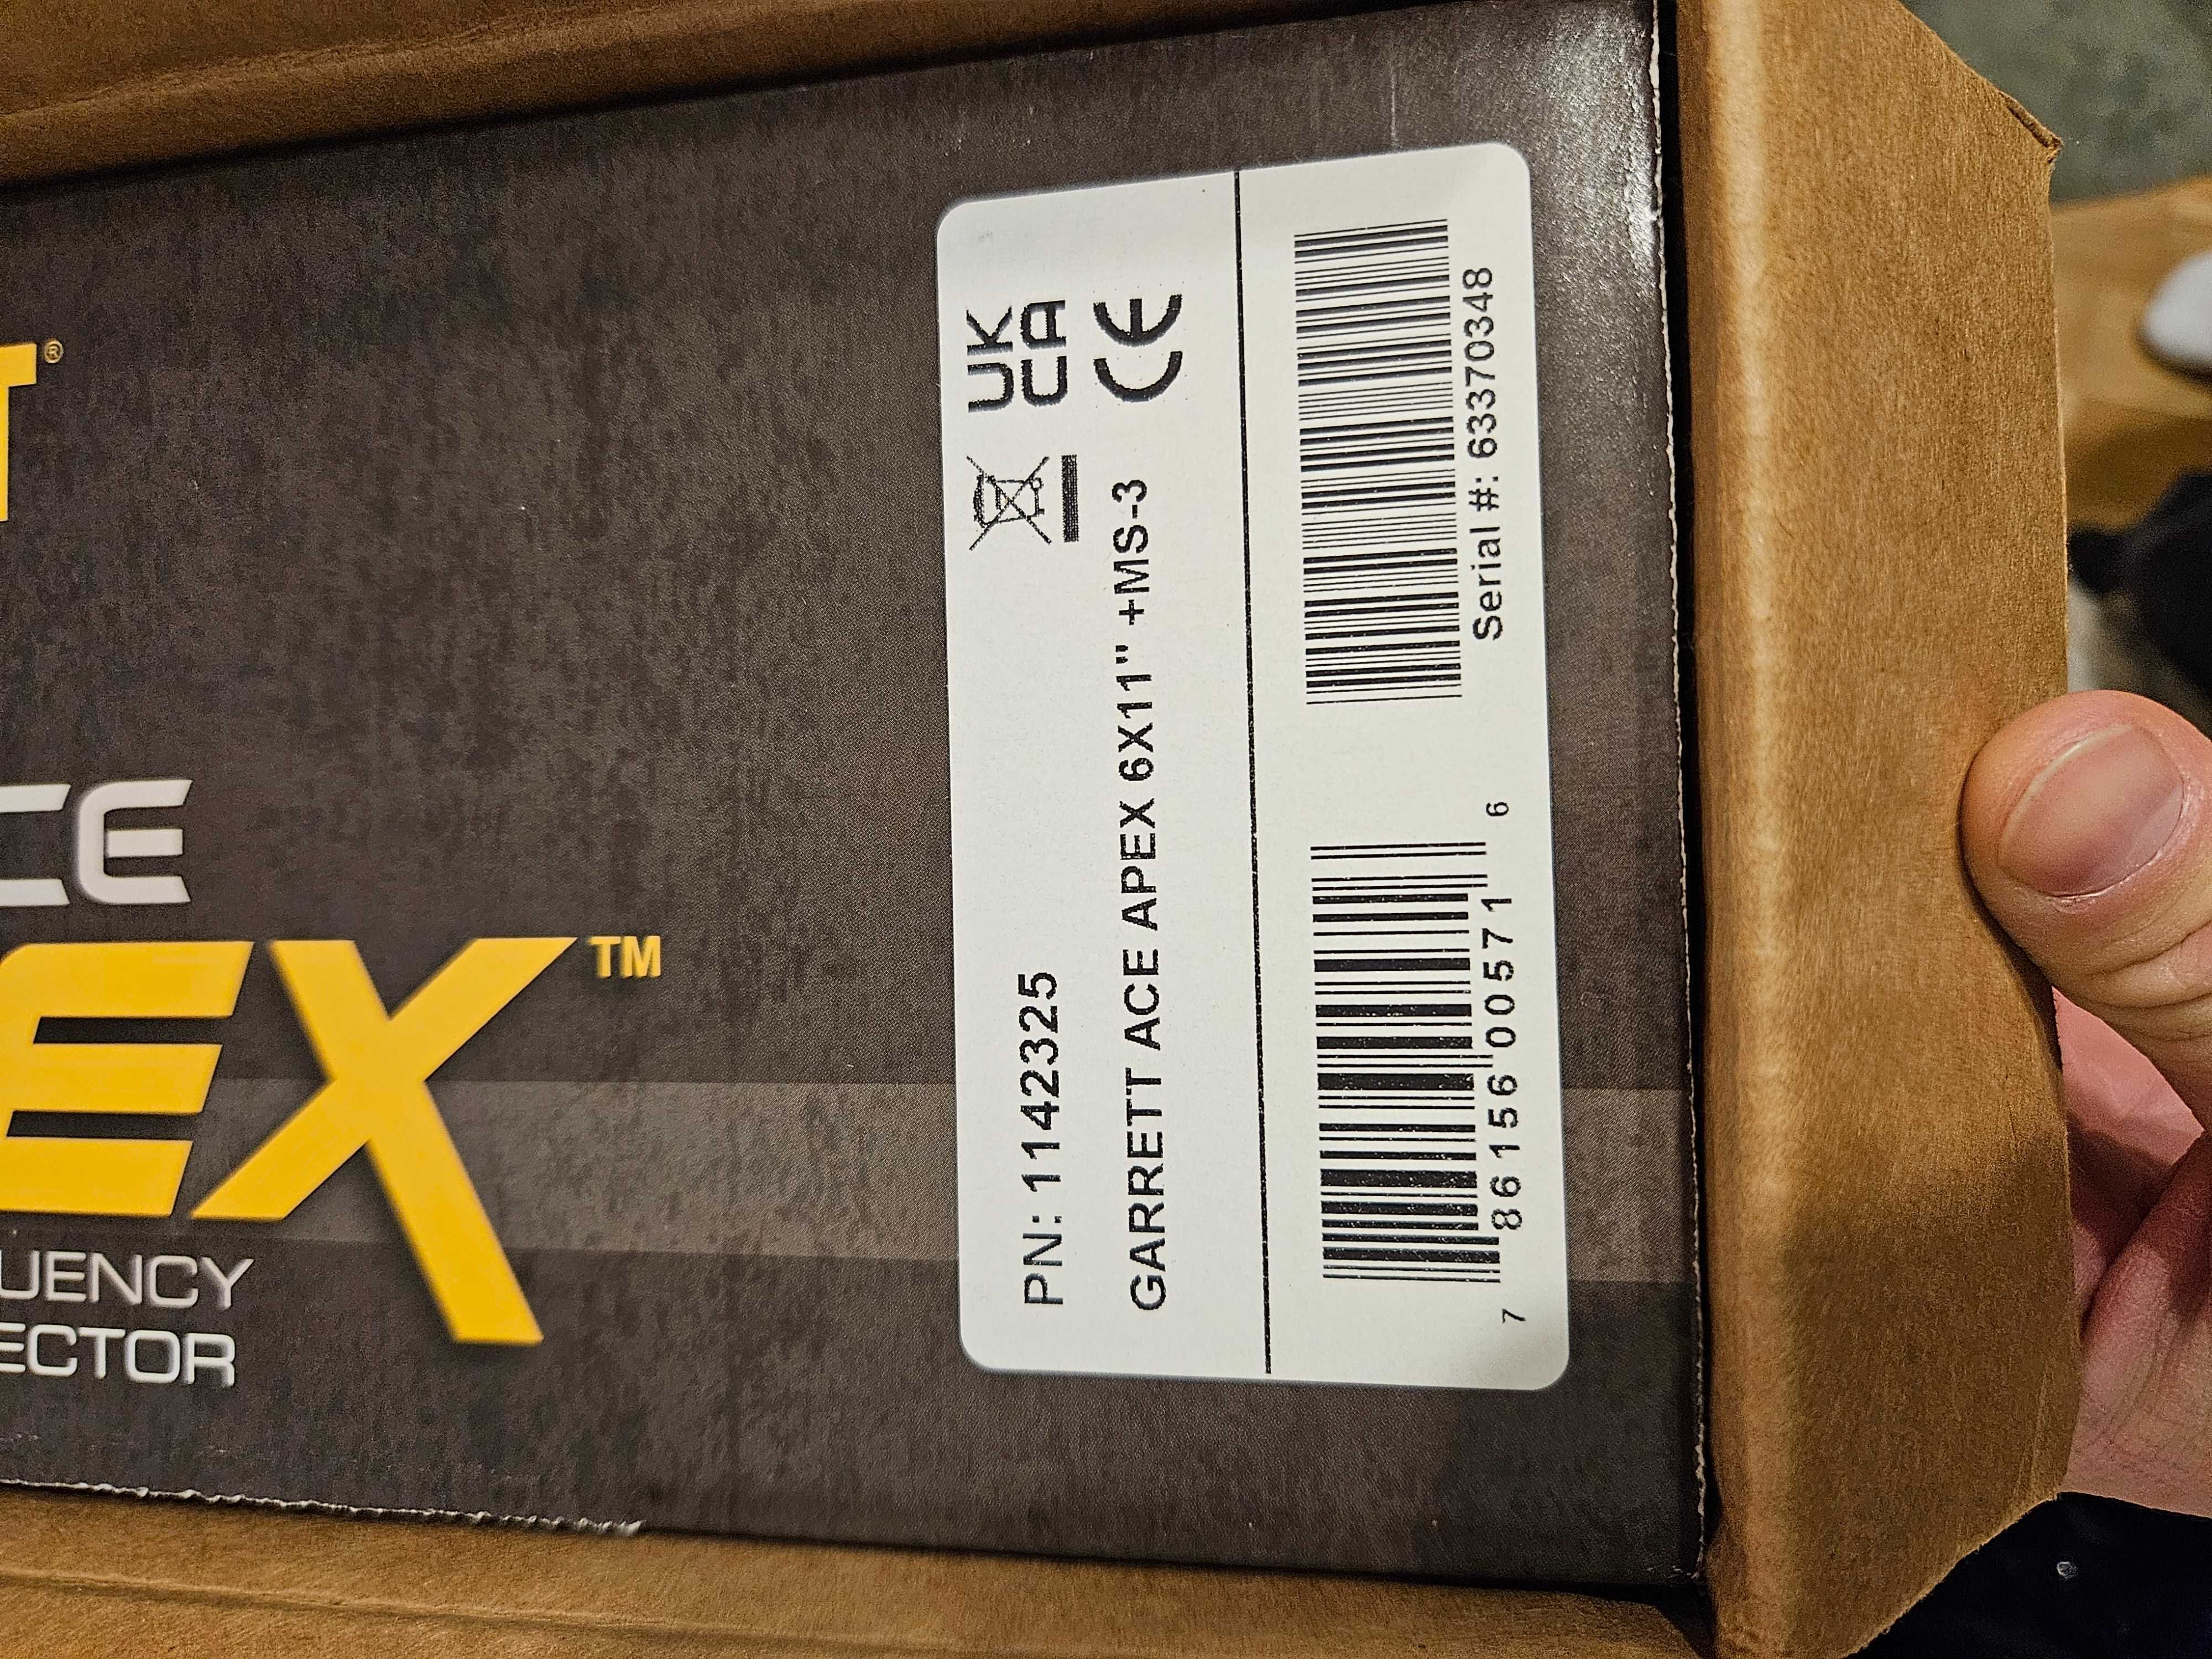 T®
CE
EX™
UENCY
ECTOR
UK
CA
PN: 1142325
CE
GARRETT ACE APEX 6X11" +MS-3
7 86156 00571 6
Serial #: 63370348